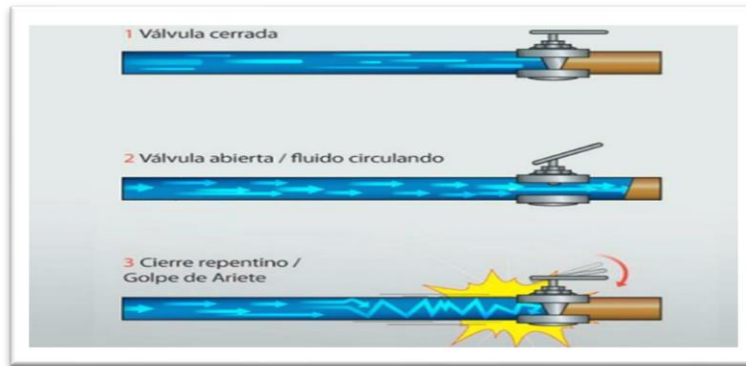 1 Válvula cerrada
2 Válvula abierta / fluido circulando
3 Cierre repentino /
Golpe de Ariete